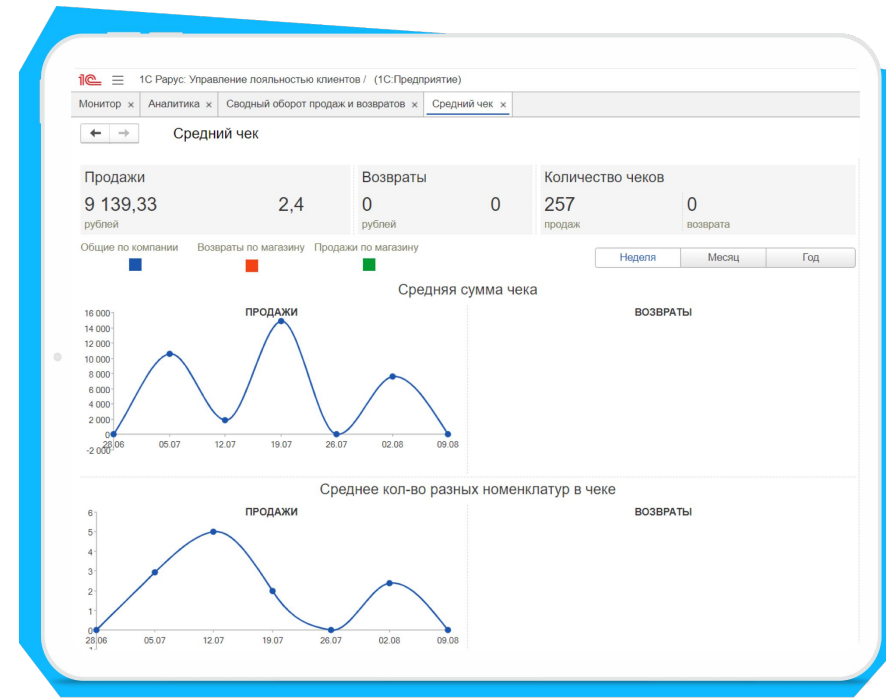 1С Рарус: Управление лояльностью клиентов / (1С:Предприятие)
Монитор × Аналитика × Сводный оборот продаж и возвратов × Средний чек ×
Средний чек
Продажи Возвраты Количество чеков
9 139,33 2,4 0 0 257 0
рублей рублей продаж возврата
Общие по компании Возвраты по магазину Продажи по магазину
Неделя Месяц Год
Средняя сумма чека
ПРОДАЖИ ВОЗВРАТЫ
16 000
14 000
12 000
10 000
8 000
6 000
4 000
2 000
0
-2 000
28.06 05.07 12.07 19.07 26.07 02.08 09.08
Среднее кол-во разных номенклатур в чеке
ПРОДАЖИ ВОЗВРАТЫ
6
5
4
3
2
1
0
28.06 05.07 12.07 19.07 26.07 02.08 09.08